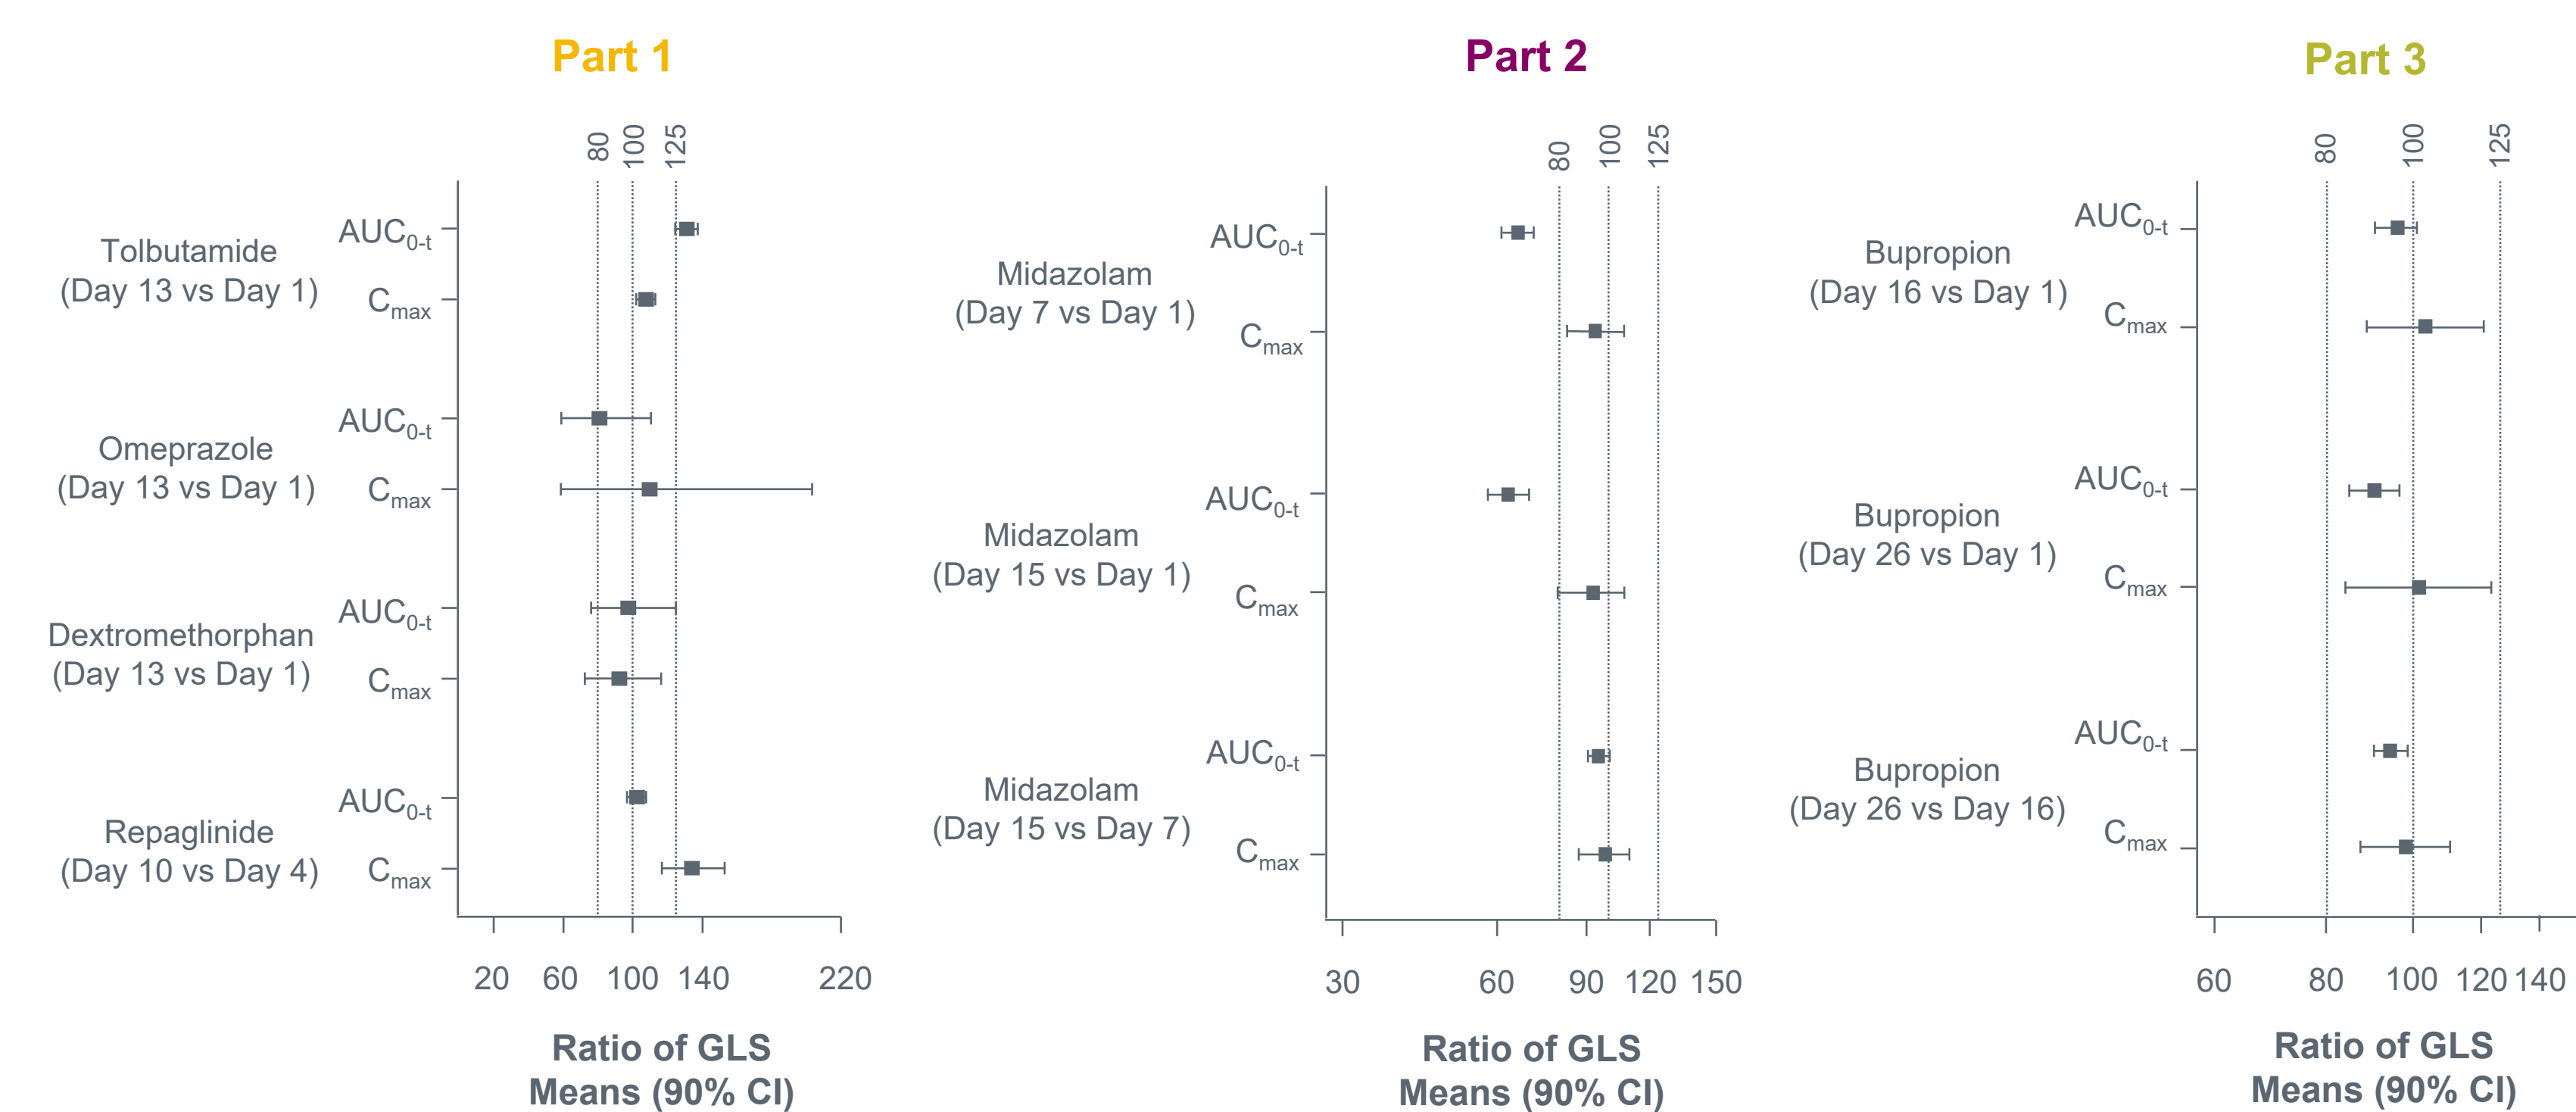 Part 1
80
100
125
Tolbutamide
(Day 13 vs Day 1)
AUC0-t
Cmax
Omeprazole
(Day 13 vs Day 1)
AUC0-t
Cmax
Dextromethorphan
(Day 13 vs Day 1)
AUC0-t
Cmax
Repaglinide
(Day 10 vs Day 4)
AUC0-t
Cmax
20 60 100 140 220
Ratio of GLS
Means (90% CI)
Part 2
80
100
125
Midazolam
(Day 7 vs Day 1)
AUC0-t
Cmax
Midazolam
(Day 15 vs Day 1)
AUC0-t
Cmax
Midazolam
(Day 15 vs Day 7)
AUC0-t
Cmax
30 60 90 120 150
Ratio of GLS
Means (90% CI)
Part 3
80
100
125
Bupropion
(Day 16 vs Day 1)
AUC0-t
Cmax
Bupropion
(Day 26 vs Day 1)
AUC0-t
Cmax
Bupropion
(Day 26 vs Day 16)
AUC0-t
Cmax
60 80 100 120 140
Ratio of GLS
Means (90% CI)